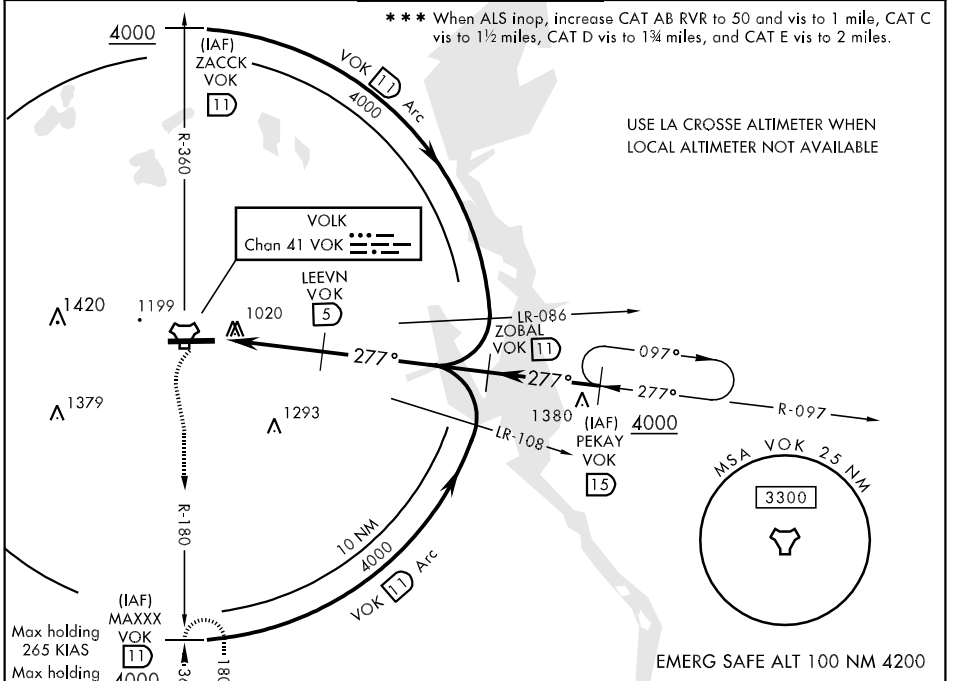 *** When ALS inop, increase CAT AB RVR to 50 and vis to 1 mile, CAT C
vis to 1½ miles, CAT D vis to 1¾ miles, and CAT E vis to 2 miles.
4000
(IAF)
ZACCK
VOK
11
VOK 11 Arc
4000
USE LA CROSSE ALTIMETER WHEN
LOCAL ALTIMETER NOT AVAILABLE
R-360
VOLK
Chan 41 VOK
LEEVN
VOK
5
1420
1199
1020
LR-086
ZOBAL
VOK 11
277°
277°
097°
277°
R-097
1379
1293
1380
(IAF)
PEKAY
VOK
15
4000
LR-108
MSA VOK 25 NM
3300
R-180
10 NM
4000
VOK 11 Arc
(IAF)
MAXXX
VOK
11
4000
Max holding
265 KIAS
Max holding
180
EMERG SAFE ALT 100 NM 4200